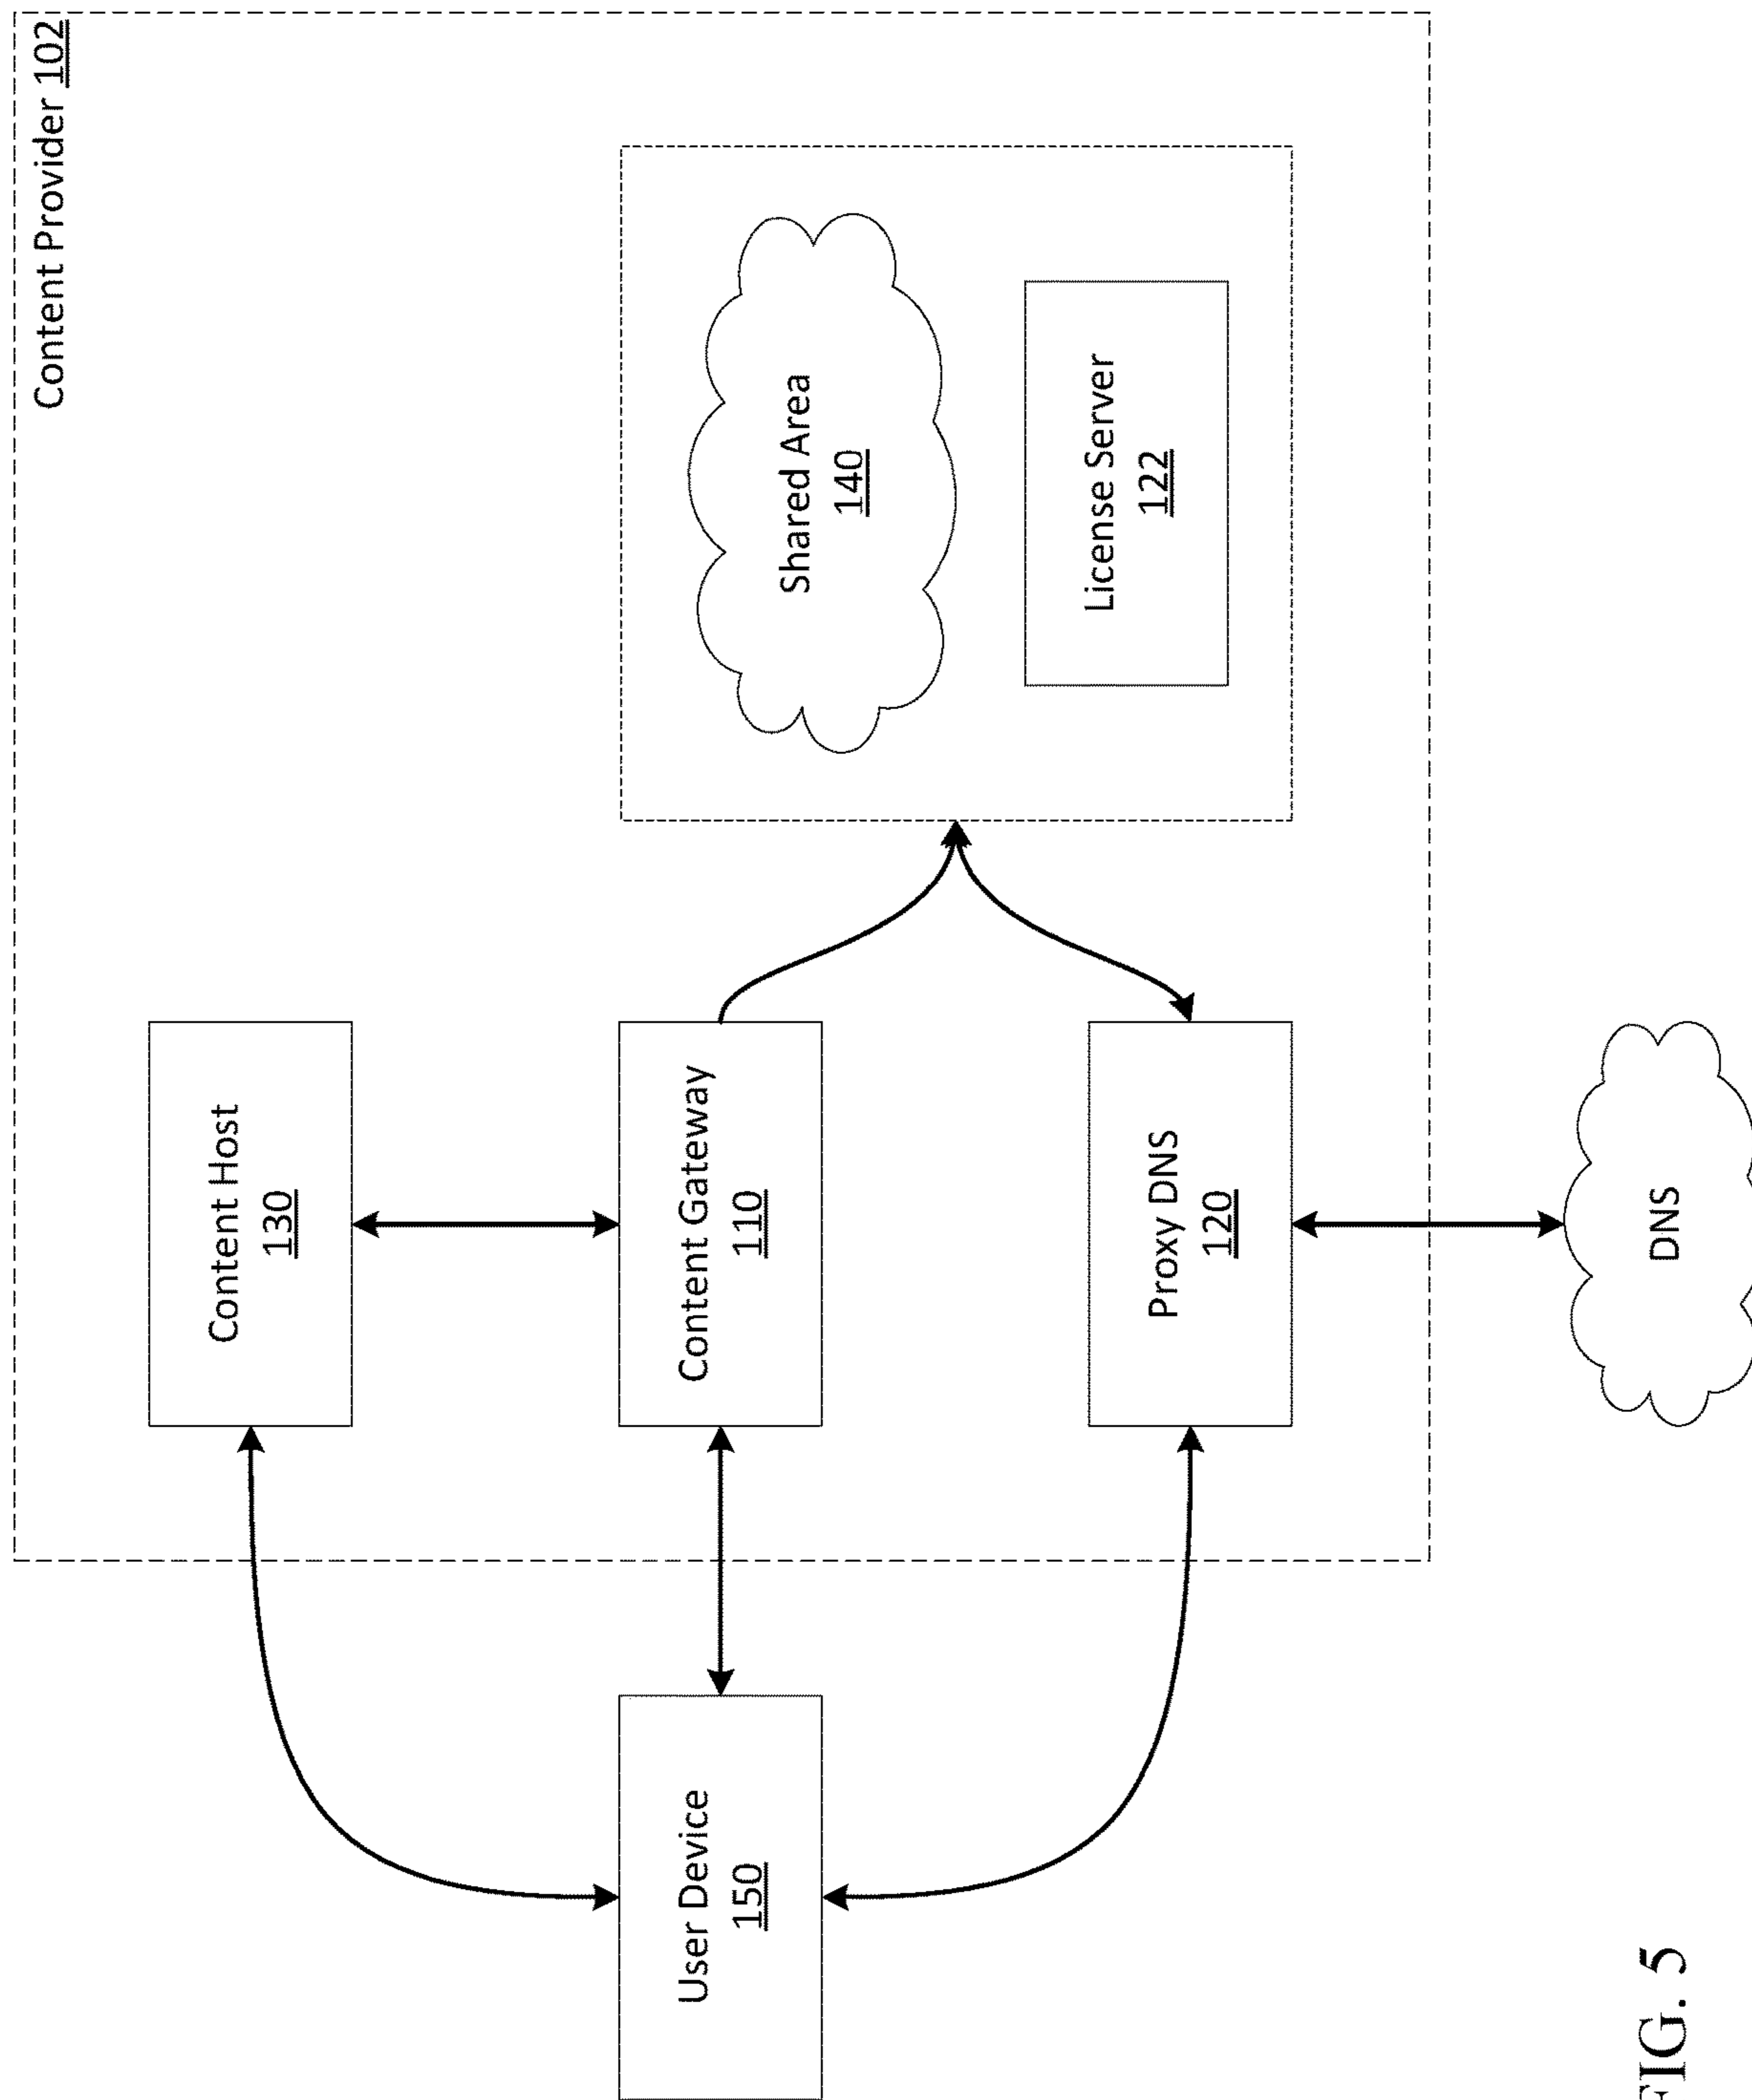 Content Provider 102
Content Host
130
User Device
150
Content Gateway
110
Shared Area
140
License Server
122
Proxy DNS
120
DNS
FIG. 5